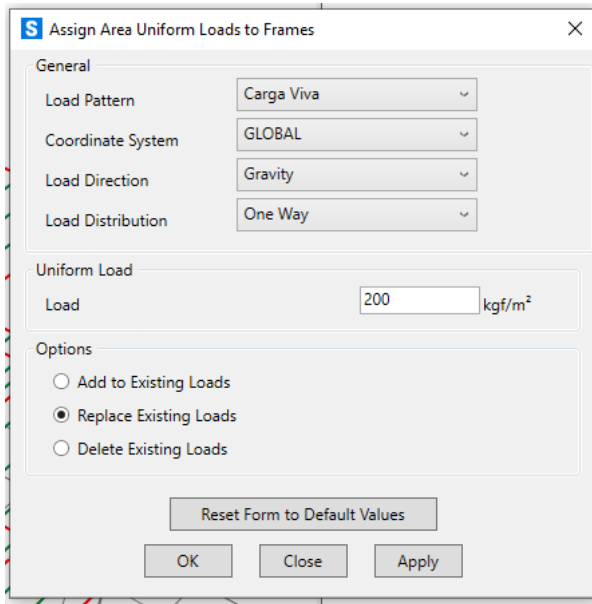 S Assign Area Uniform Loads to Frames
General
Load Pattern Carga Viva
Coordinate System GLOBAL
Load Direction Gravity
Load Distribution One Way
Uniform Load
Load 200 kgf/m²
Options
Add to Existing Loads
Replace Existing Loads
Delete Existing Loads
Reset Form to Default Values
OK Close Apply